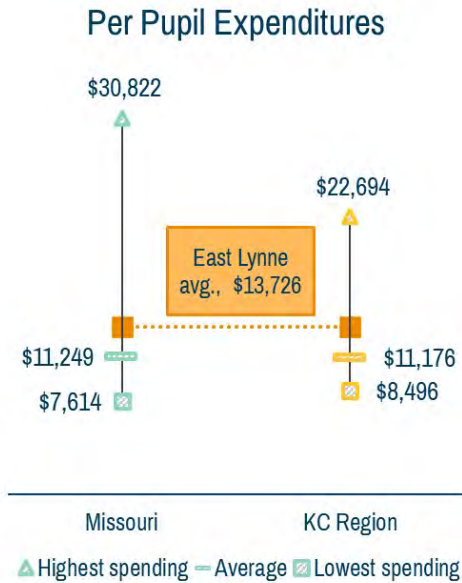 Per Pupil Expenditures
$30,822
$22,694
East Lynne
avg., $13,726
$11,249
$11,176
$7,614
$8,496
Missouri
KC Region
Highest spending
Average
Lowest spending